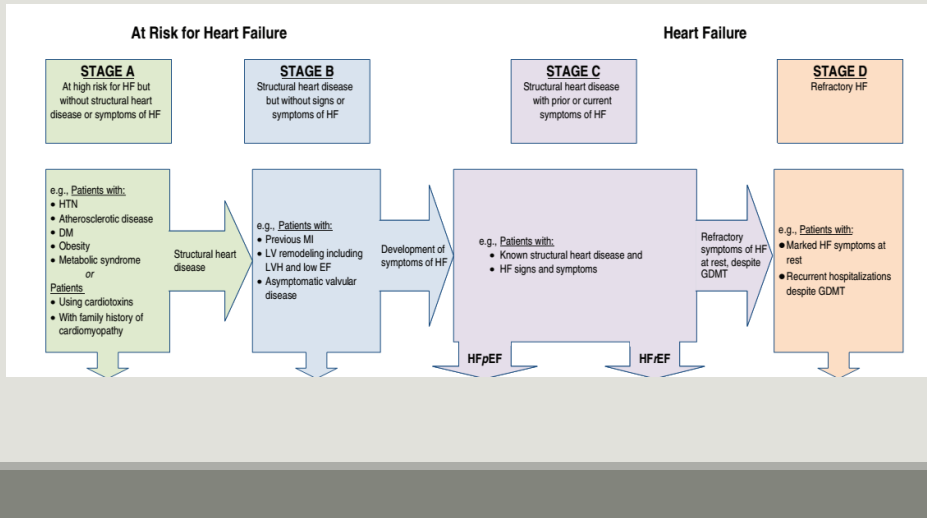 At Risk for Heart Failure
Heart Failure
STAGE A
At high risk for HF but
without structural heart
disease or symptoms of HF
STAGE B
Structural heart disease
but without signs or
symptoms of HF
STAGE C
Structural heart disease
with prior or current
symptoms of HF
STAGE D
Refractory HF
e.g., Patients with:
• HTN
• Atherosclerotic disease
• DM
• Obesity
• Metabolic syndrome
or
Patients
• Using cardiotoxins
• With family history of
cardiomyopathy
Structural heart
disease
e.g., Patients with:
• Previous MI
• LV remodeling including
LVH and low EF
• Asymptomatic valvular
disease
Development of
symptoms of HF
e.g., Patients with:
• Known structural heart disease and
• HF signs and symptoms
HFpEF
HFrEF
Refractory
symptoms of HF
at rest, despite
GDMT
e.g., Patients with:
• Marked HF symptoms at
rest
• Recurrent hospitalizations
despite GDMT